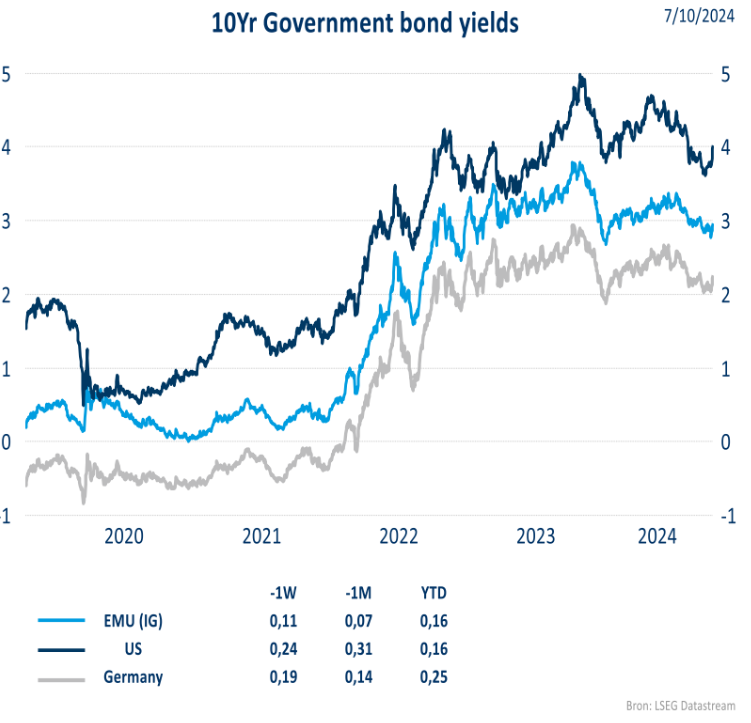 10Yr Government bond yields
7/10/2024
5 5
4 4
3 3
2 2
1 1
0 0
-1 -1
2020 2021 2022 2023 2024
-1W -1M YTD
EMU (IG) 0,11 0,07 0,16
US 0,24 0,31 0,16
Germany 0,19 0,14 0,25
Bron: LSEG Datastream